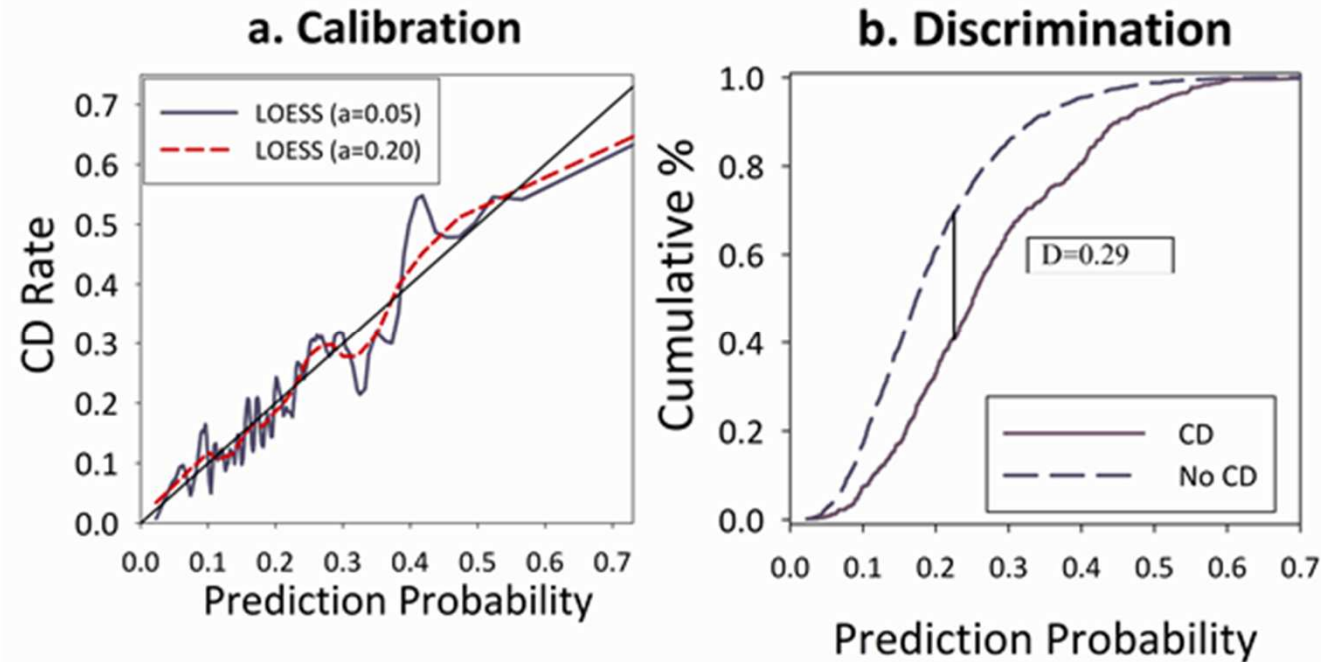 a. Calibration
LOESS (a=0.05)
LOESS (a=0.20)
CD Rate
0.7
0.6
0.5
0.4
0.3
0.2
0.1
0.0
0.0 0.1 0.2 0.3 0.4 0.5 0.6 0.7
Prediction Probability
b. Discrimination
Cumulative %
1.0
0.8
0.6
0.4
0.2
0.0
D=0.29
CD
No CD
0.0 0.1 0.2 0.3 0.4 0.5 0.6 0.7
Prediction Probability